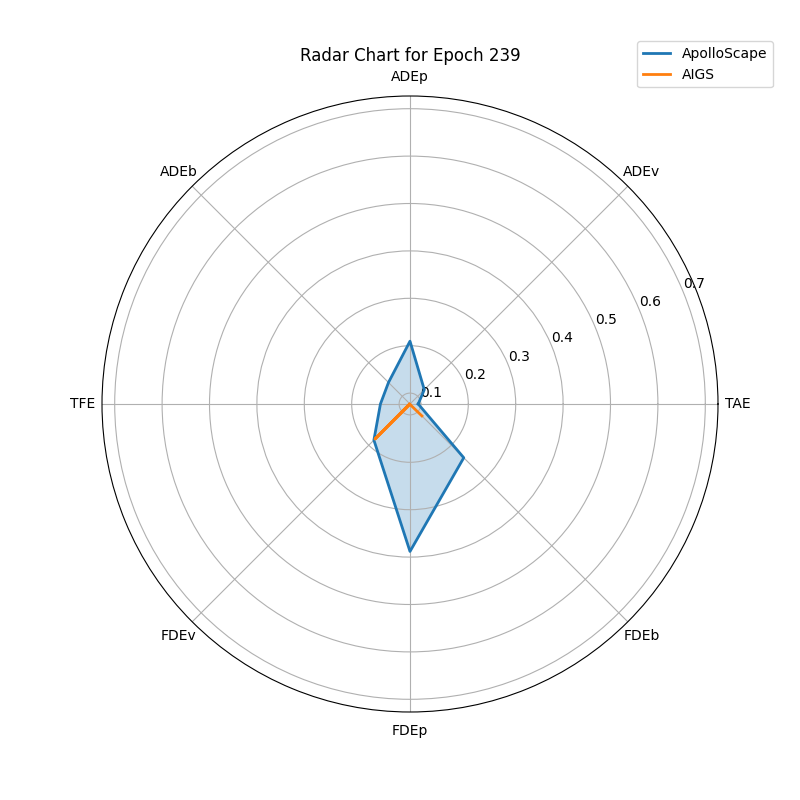 Radar Chart for Epoch 239
ApolloScape
AIGS
ADEp
ADEb
ADEv
0.7
0.6
0.5
0.4
0.3
0.2
0.1
TFE
TAE
FDEv
FDEb
FDEp